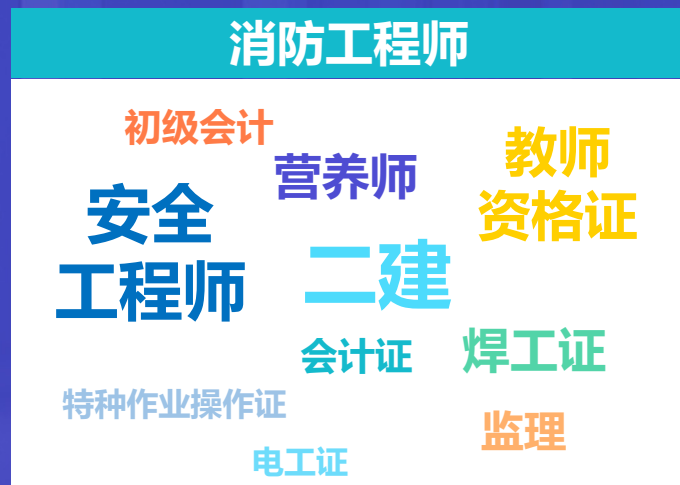 消防工程师
初级会计
营养师
教师
资格证
安全
工程师
二建
会计证
焊工证
特种作业操作证
监理
电工证